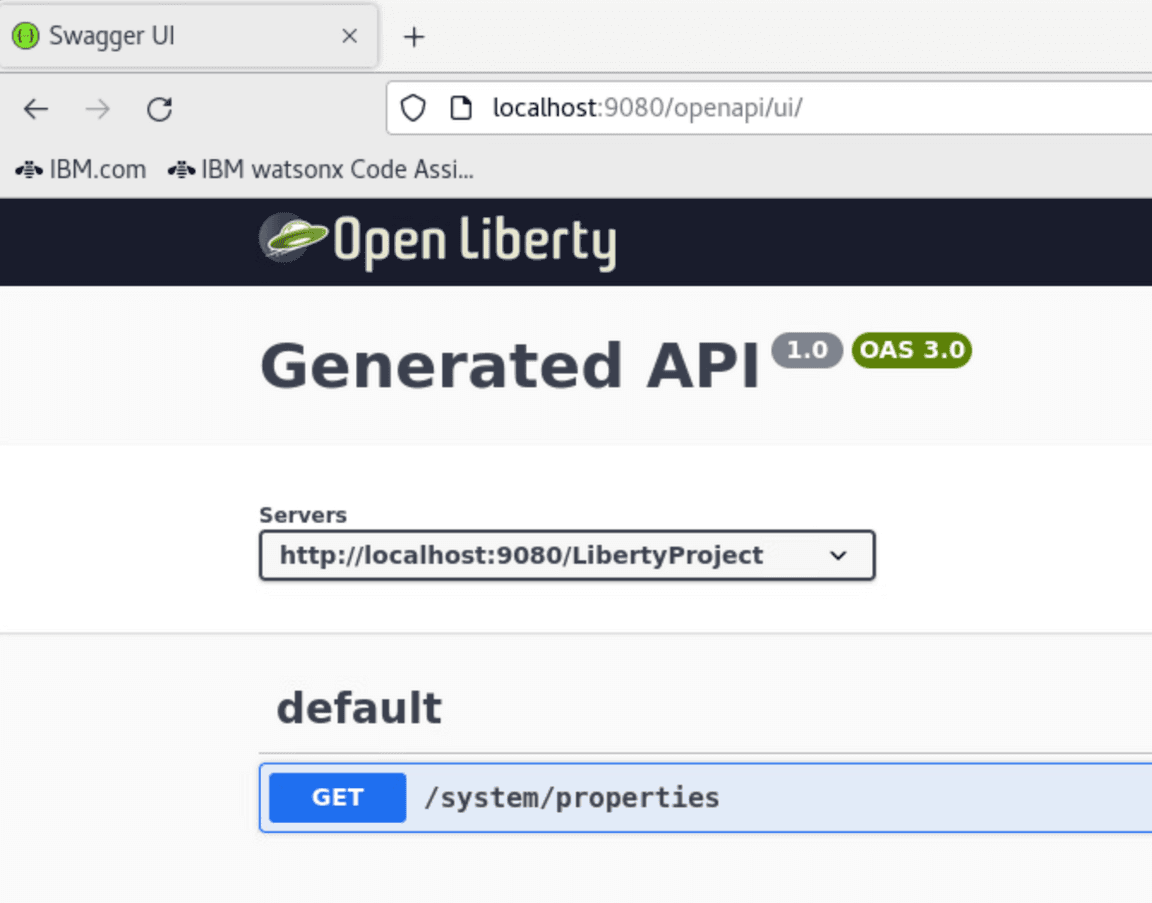 Swagger UI
localhost:9080/openapi/ui/
IBM.com IBM watsonx Code Assi...
Open Liberty
Generated API 1.0 OAS 3.0
Servers
http://localhost:9080/LibertyProject
default
GET /system/properties